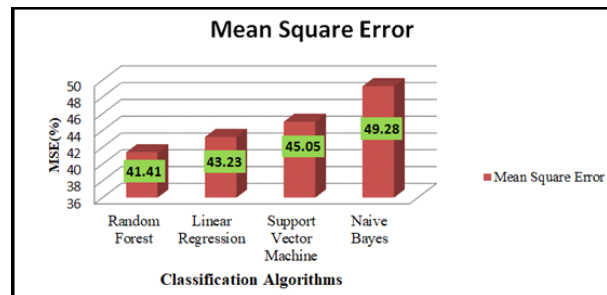 Mean Square Error
50
48
46
44
42
40
38
36
MSE(%)
41.41
43.23
45.05
49.28
Random Forest
Linear Regression
Support Vector Machine
Naive Bayes
Classification Algorithms
Mean Square Error